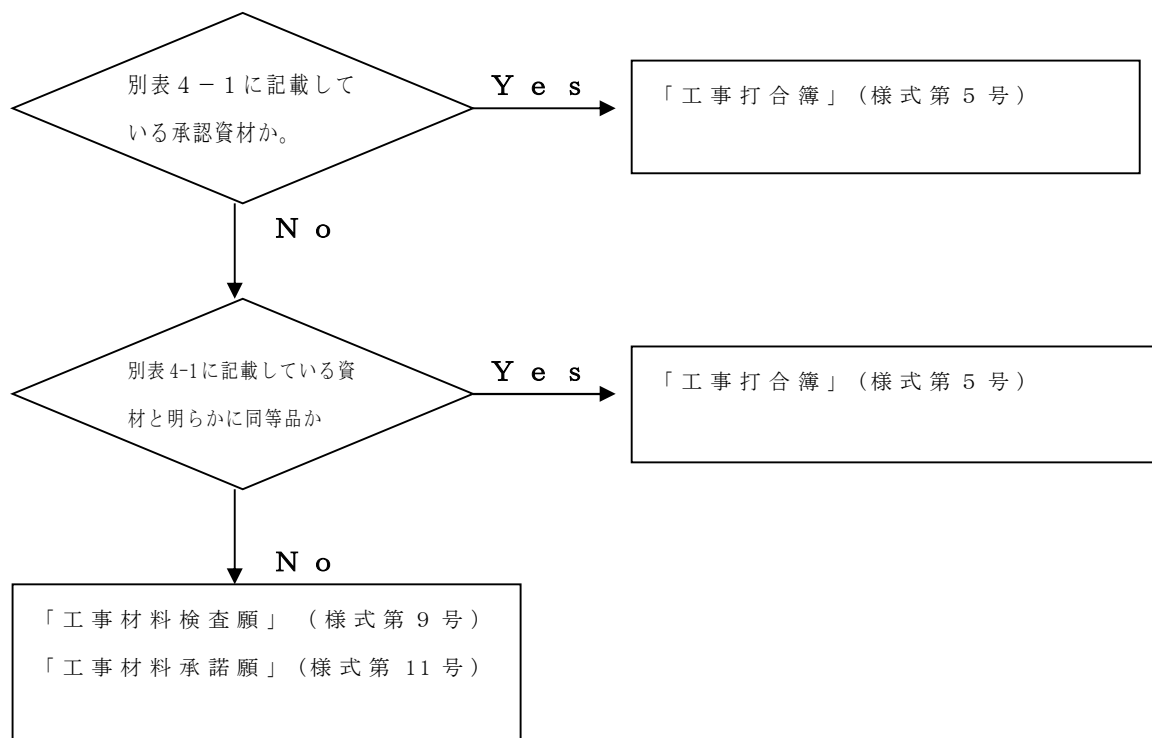 別表４－１に記載して
いる承認資材か。
Ｙｅｓ
「工事打合簿」（様式第５号）
Ｎｏ
別表4-1に記載している資
材と明らかに同等品か
Ｙｅｓ
「工事打合簿」（様式第５号）
Ｎｏ
「工事材料検査願」（様式第９号）
「工事材料承諾願」（様式第 11 号）